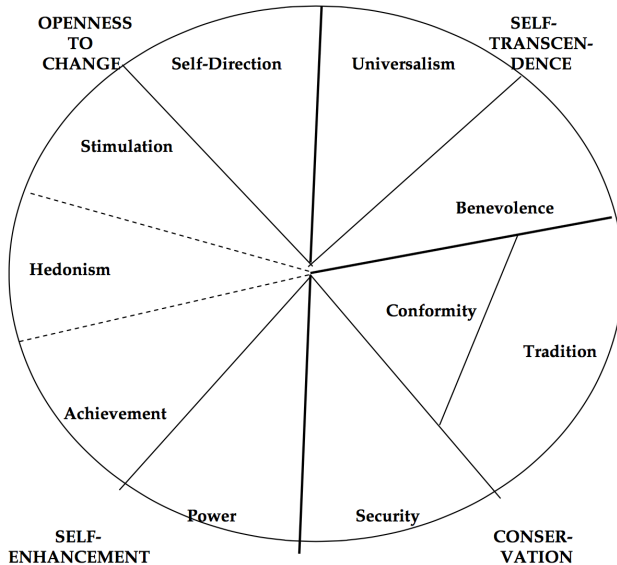 OPENNESS
TO
CHANGE
SELF-
TRANSCEN-
DENCE
Self-Direction
Universalism
Stimulation
Benevolence
Hedonism
Conformity
Tradition
Achievement
Power
Security
SELF-
ENHANCEMENT
CONSER-
VATION